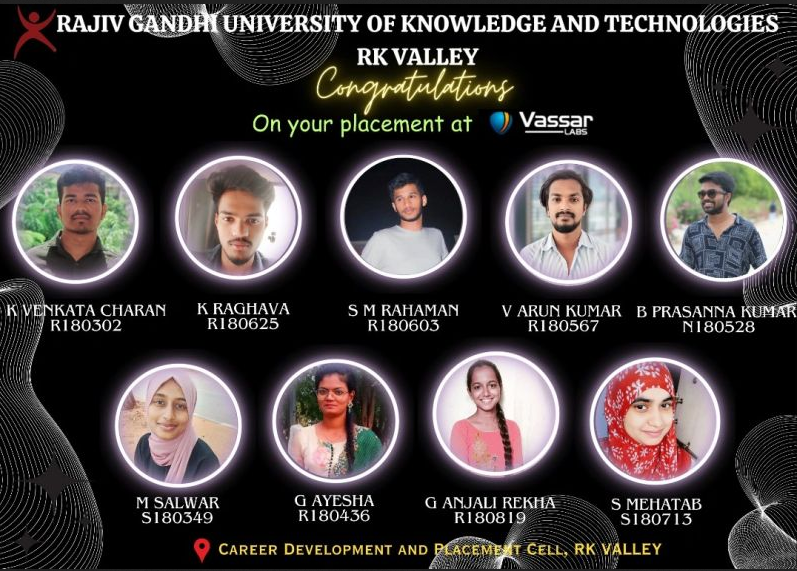 RAJIV GANDHI UNIVERSITY OF KNOWLEDGE AND TECHNOLOGIES
RK VALLEY
Congratulations
On your placement at Vassar LABS
K VENKATA CHARAN
R180302
K RAGHAVA
R180625
S M RAHAMAN
R180603
V ARUN KUMAR
R180567
B PRASANNA KUMAR
N180528
M SALWAR
S180349
G AYESHA
R180436
G ANJALI REKHA
R180819
S MEHATAB
S180713
CAREER DEVELOPMENT AND PLACEMENT CELL, RK VALLEY